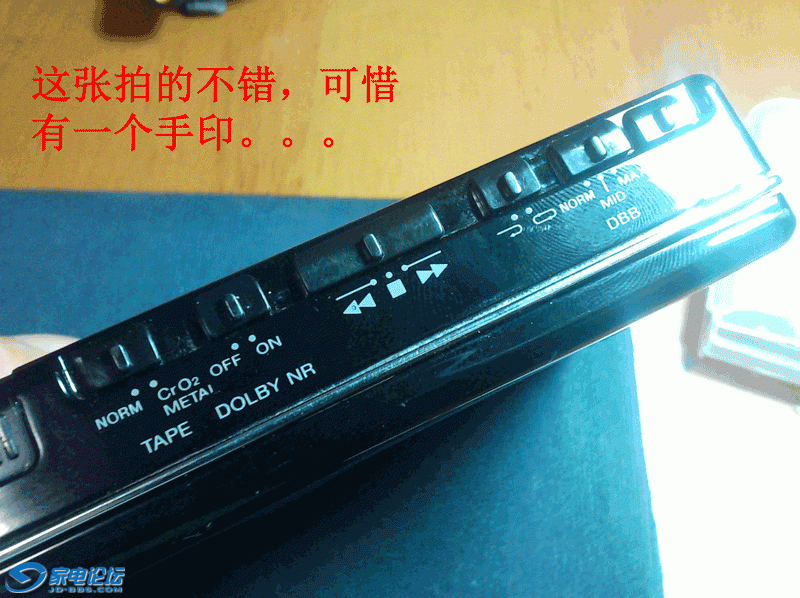 这张拍的不错，可惜
有一个手印。。。
NORM MID MAX
DBB
NORM CrO2 METAL OFF ON
TAPE DOLBY NR
家电论坛
JD-BBS.COM